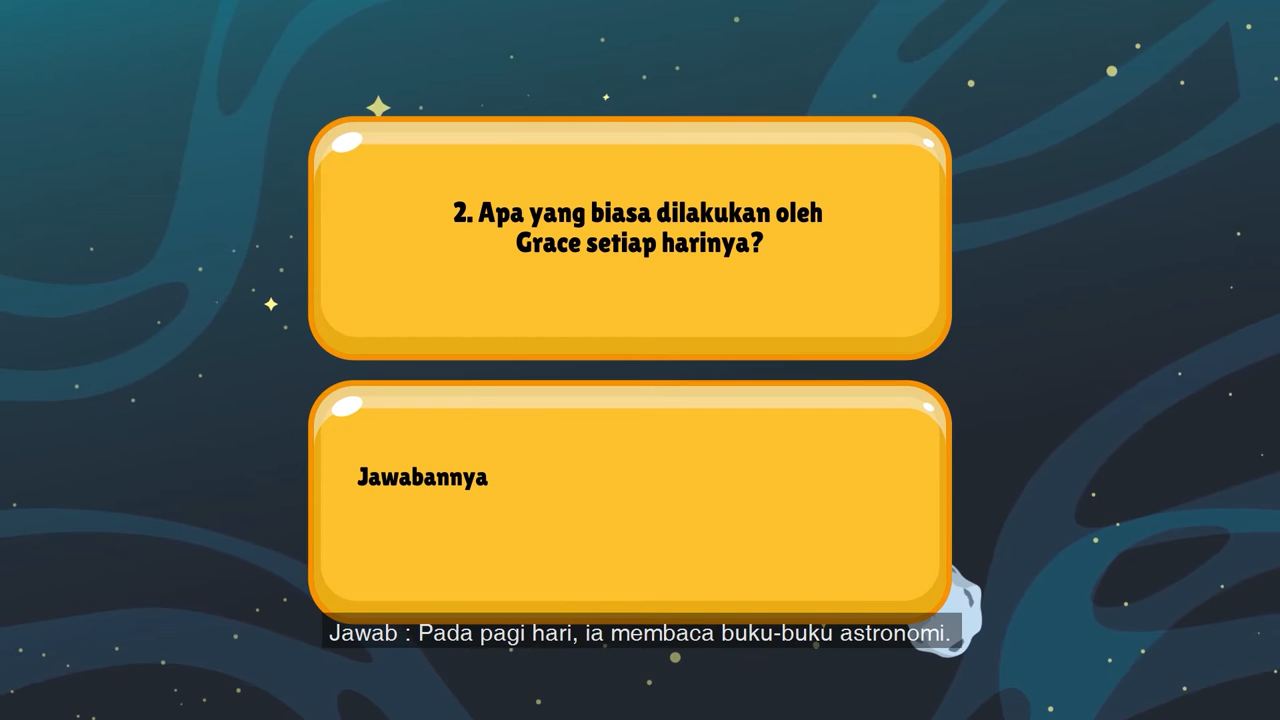 2. Apa yang biasa dilakukan oleh
Grace setiap harinya?
Jawabannya
Jawab : Pada pagi hari, ia membaca buku-buku astronomi.